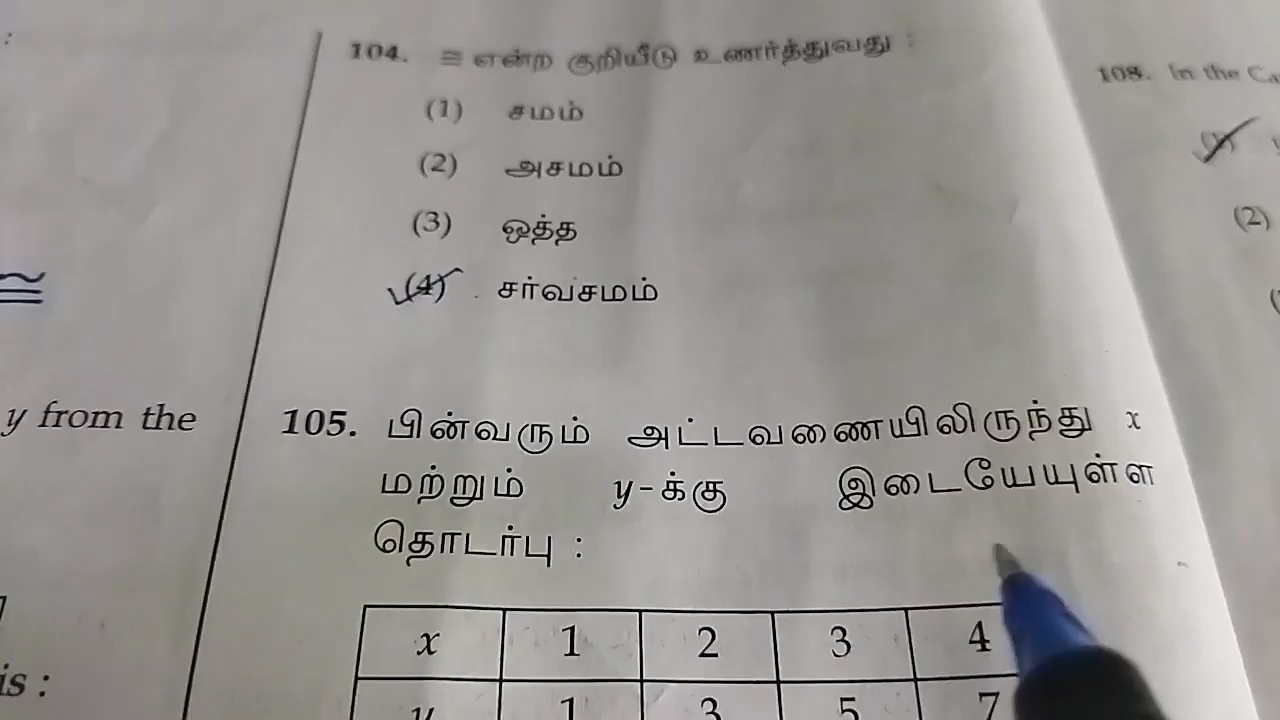 104. ≅ என்ற குறியீடு உணர்த்துவது :
(1) சமம்
(2) அசமம்
(3) ஒத்த
(4) சர்வசமம்
≅
y from the
is :
105. பின்வரும் அட்டவணையிலிருந்து x
மற்றும் y-க்கு இடையேயுள்ள
தொடர்பு :
x 1 2 3 4
y 1 3 5 7
108. In the
(2)